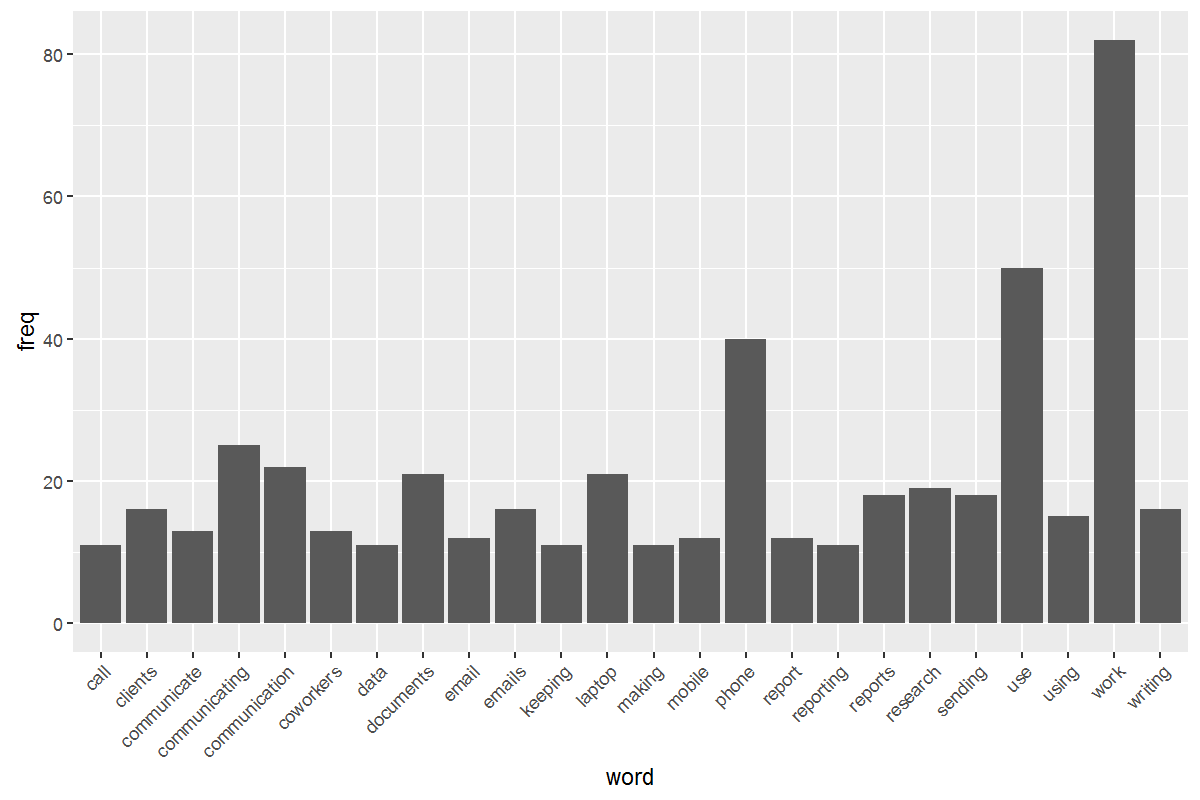 80
60
40
20
0
freq
call
clients
communicate
communicating
communication
coworkers
data
documents
email
emails
keeping
laptop
making
mobile
phone
report
reporting
reports
research
sending
use
using
work
writing
word